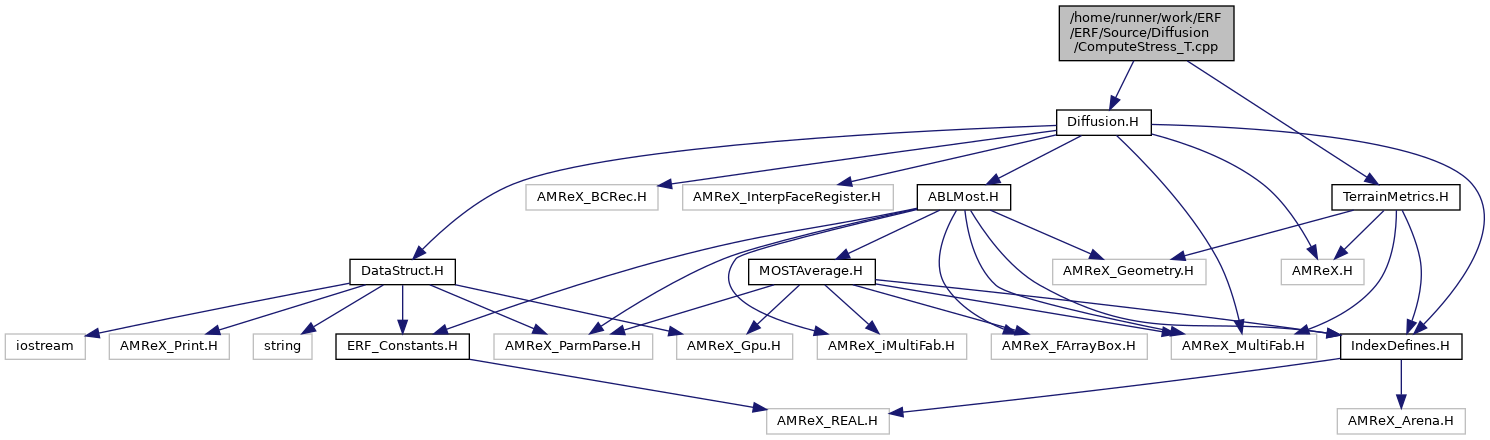 /home/runner/work/ERF
/ERF/Source/Diffusion
/ComputeStress_T.cpp
Diffusion.H
AMReX_BCRec.H
AMReX_InterpFaceRegister.H
ABLMost.H
TerrainMetrics.H
DataStruct.H
MOSTAverage.H
AMReX_Geometry.H
AMReX.H
iostream
AMReX_Print.H
string
ERF_Constants.H
AMReX_ParmParse.H
AMReX_Gpu.H
AMReX_iMultiFab.H
AMReX_FArrayBox.H
AMReX_MultiFab.H
IndexDefines.H
AMReX_REAL.H
AMReX_Arena.H